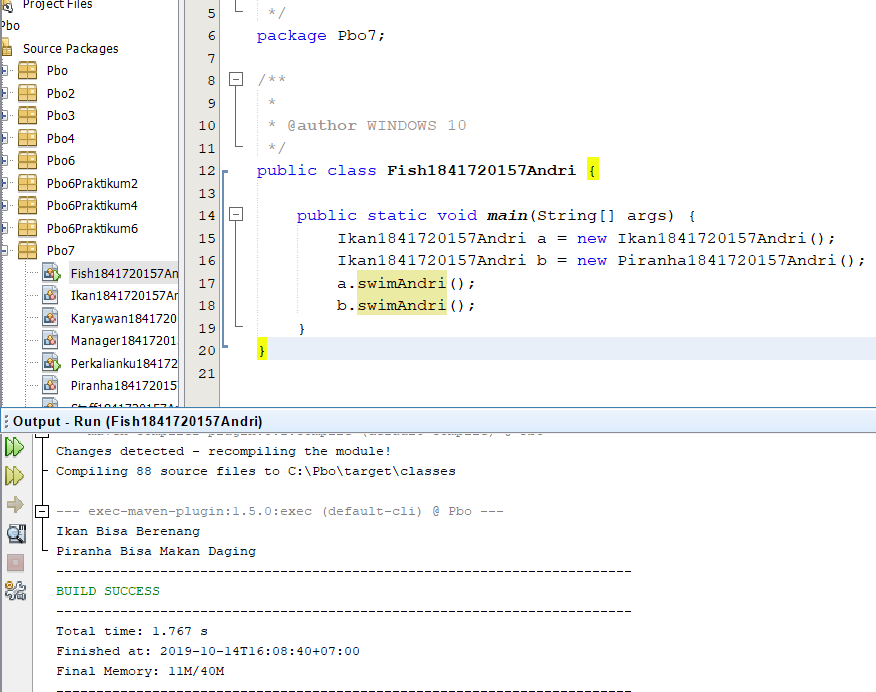 Project Files
Pbo
Source Packages
Pbo
Pbo2
Pbo3
Pbo4
Pbo6
Pbo6Praktikum2
Pbo6Praktikum4
Pbo6Praktikum6
Pbo7
Fish1841720157An
Ikan1841720157Ar
Karyawan1841720
Manager18417201
Perkalianku184172
Piranha184172015
5 */
6 package Pbo7;
7
8 /**
9 *
10 * @author WINDOWS 10
11 */
12 public class Fish1841720157Andri {
13
14 public static void main(String[] args) {
15 Ikan1841720157Andri a = new Ikan1841720157Andri();
16 Ikan1841720157Andri b = new Piranha1841720157Andri();
17 a.swimAndri();
18 b.swimAndri();
19 }
20 }
21
Output - Run (Fish1841720157Andri)
Changes detected - recompiling the module!
Compiling 88 source files to C:\Pbo\target\classes
--- exec-maven-plugin:1.5.0:exec (default-cli) @ Pbo ---
Ikan Bisa Berenang
Piranha Bisa Makan Daging
------------------------------------------------------------------------
BUILD SUCCESS
------------------------------------------------------------------------
Total time: 1.767 s
Finished at: 2019-10-14T16:08:40+07:00
Final Memory: 11M/40M
------------------------------------------------------------------------